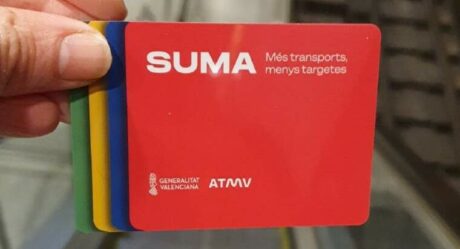 SUMA
Més transports,
menys targetes
GENERALITAT
VALENCIANA
ATMV